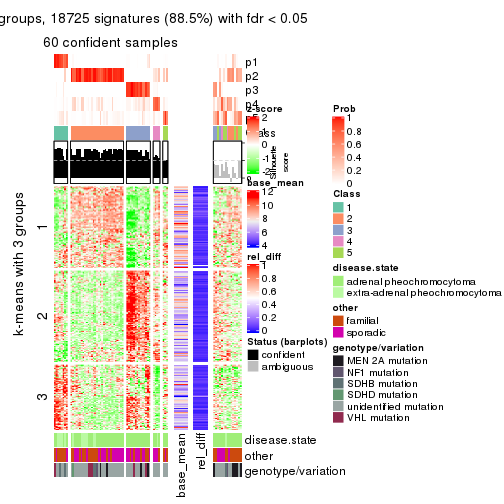 groups, 18725 signatures (88.5%) with fdr < 0.05
60 confident samples
p1
p2
p3
p4
z-score
2
1
0
-1
-2
Silhouette
score
base_mean
12
10
8
6
4
rel_diff
1
0.8
0.6
0.4
0.2
0
Status (barplots)
confident
ambiguous
Prob
1
0.8
0.6
0.4
0.2
0
Class
1
2
3
4
5
disease.state
adrenal pheochromocytoma
extra-adrenal pheochromocytoma
other
familial
sporadic
genotype/variation
MEN 2A mutation
NF1 mutation
SDHB mutation
SDHD mutation
unidentified mutation
VHL mutation
k-means with 3 groups
1
2
3
disease.state
other
genotype/variation
base_mean
rel_diff